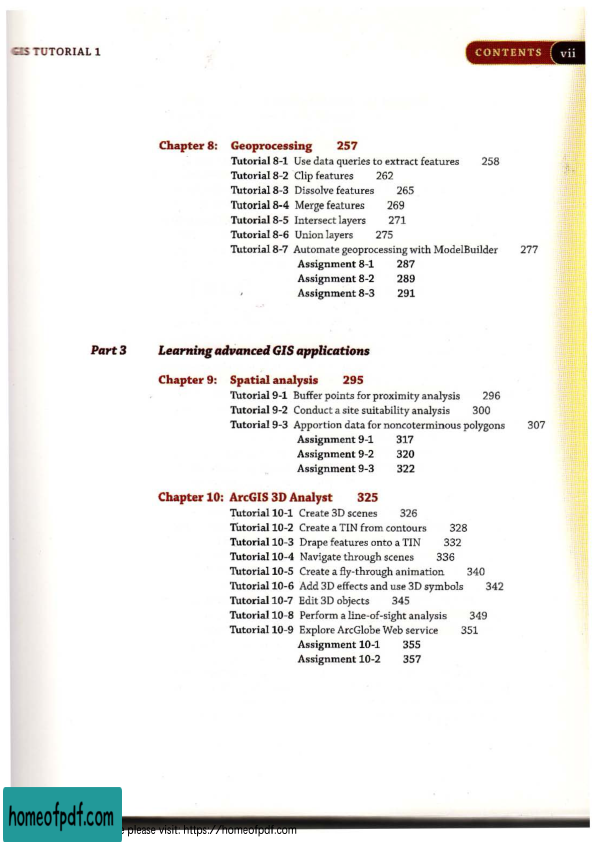 GIS TUTORIAL 1
CONTENTS vii
Chapter 8: Geoprocessing 257
Tutorial 8-1 Use data queries to extract features 258
Tutorial 8-2 Clip features 262
Tutorial 8-3 Dissolve features 265
Tutorial 8-4 Merge features 269
Tutorial 8-5 Intersect layers 271
Tutorial 8-6 Union layers 275
Tutorial 8-7 Automate geoprocessing with ModelBuilder 277
Assignment 8-1 287
Assignment 8-2 289
Assignment 8-3 291
Part 3 Learning advanced GIS applications
Chapter 9: Spatial analysis 295
Tutorial 9-1 Buffer points for proximity analysis 296
Tutorial 9-2 Conduct a site suitability analysis 300
Tutorial 9-3 Apportion data for noncoterminous polygons 307
Assignment 9-1 317
Assignment 9-2 320
Assignment 9-3 322
Chapter 10: ArcGIS 3D Analyst 325
Tutorial 10-1 Create 3D scenes 326
Tutorial 10-2 Create a TIN from contours 328
Tutorial 10-3 Drape features onto a TIN 332
Tutorial 10-4 Navigate through scenes 336
Tutorial 10-5 Create a fly-through animation 340
Tutorial 10-6 Add 3D effects and use 3D symbols 342
Tutorial 10-7 Edit 3D objects 345
Tutorial 10-8 Perform a line-of-sight analysis 349
Tutorial 10-9 Explore ArcGlobe Web service 351
Assignment 10-1 355
Assignment 10-2 357
homeofpdf.com
please visit: https://homeofpdf.com